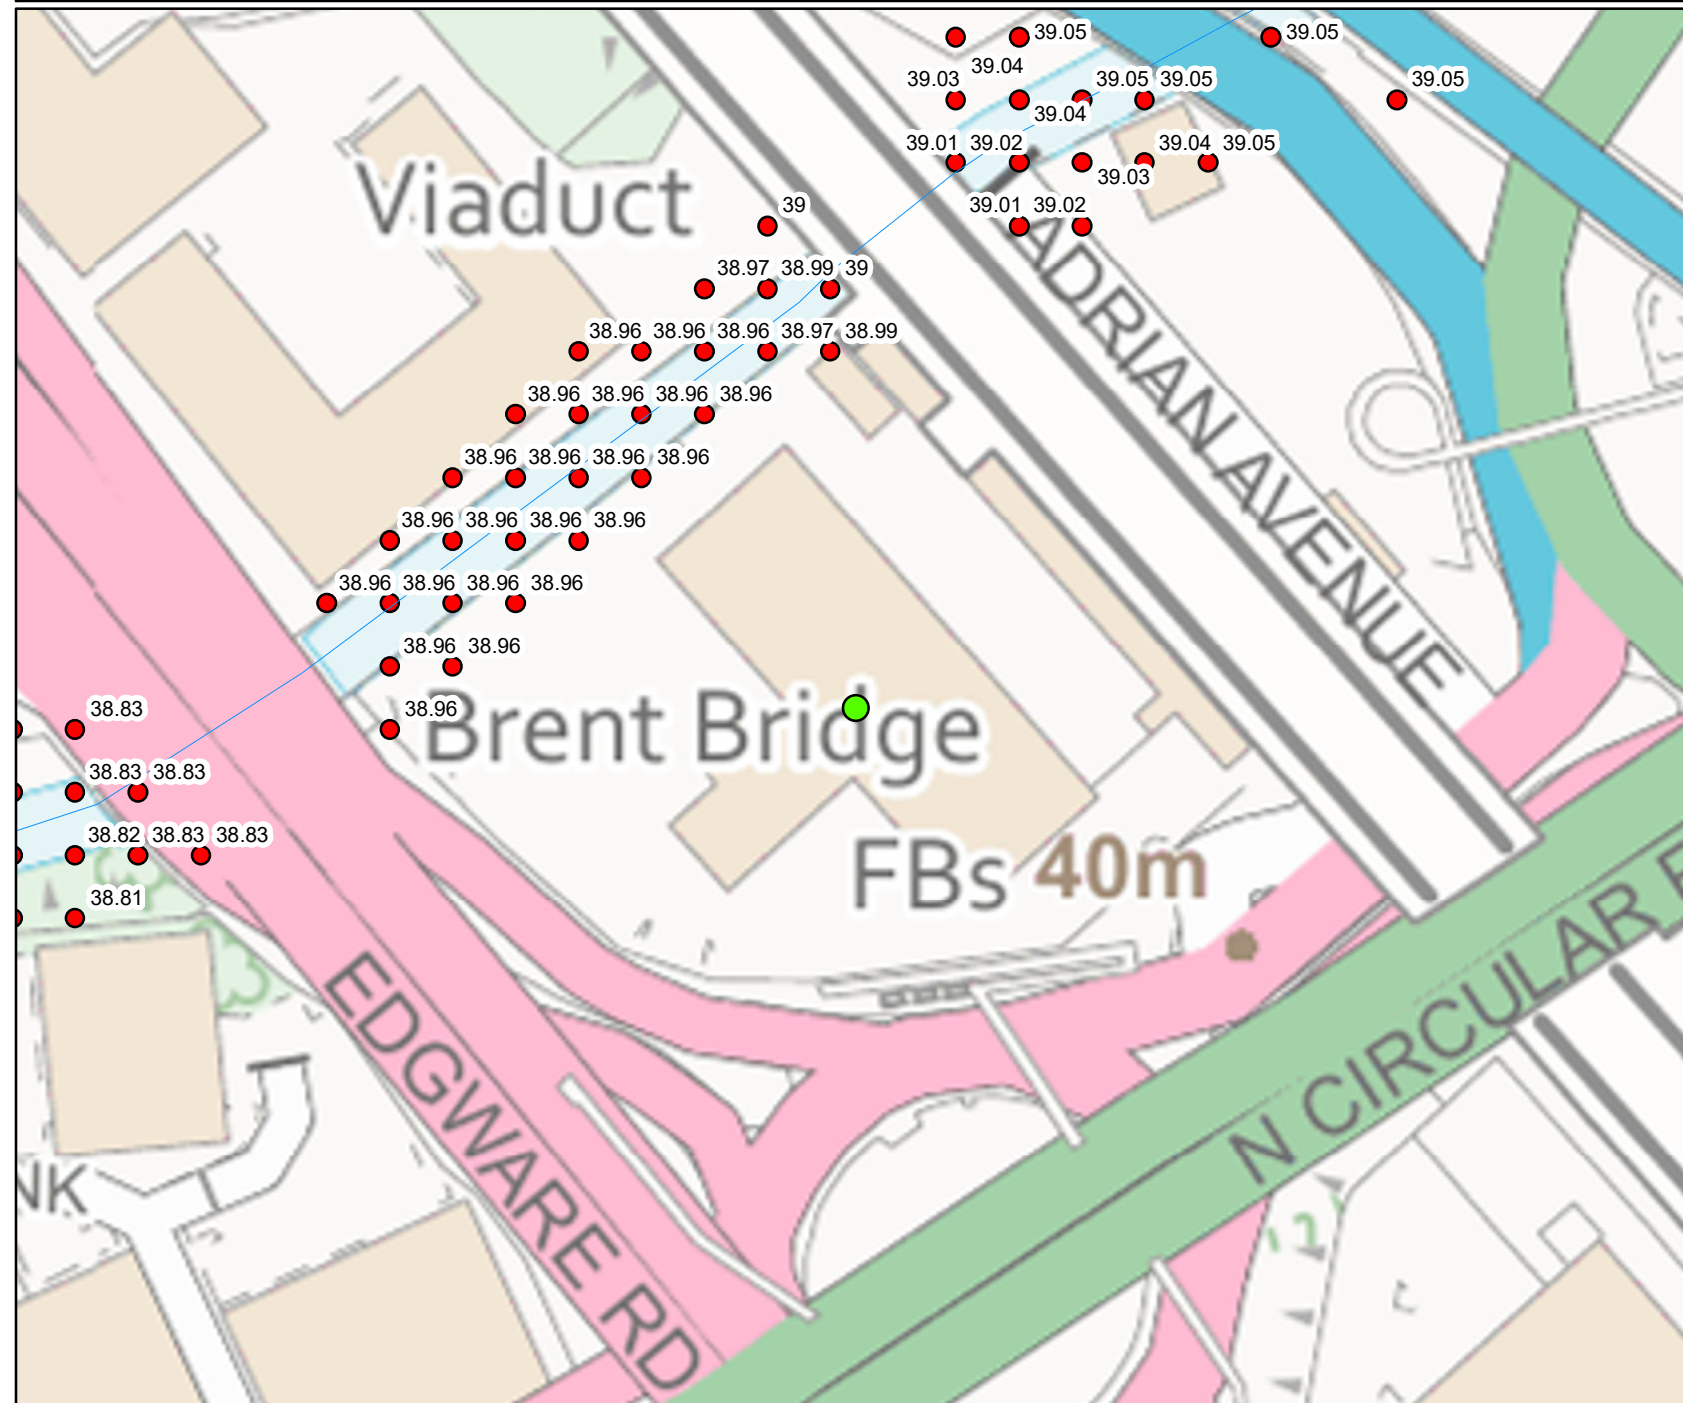 39.05 39.05
39.04
39.03 39.05 39.05 39.05
39.04
39.01 39.02 39.04 39.05
39.03
Viaduct
39 39.01 39.02
38.97 38.99 39
38.96 38.96 38.96 38.97 38.99
ADRIAN AVENUE
38.96 38.96 38.96 38.96
38.96 38.96 38.96 38.96
38.96 38.96 38.96 38.96
38.96 38.96 38.96 38.96
38.96 38.96
38.83 38.96
Brent Bridge
38.83 38.83
38.82 38.83 38.83
FBs 40m
38.81
EDGWARE RD
N CIRCULAR
NK